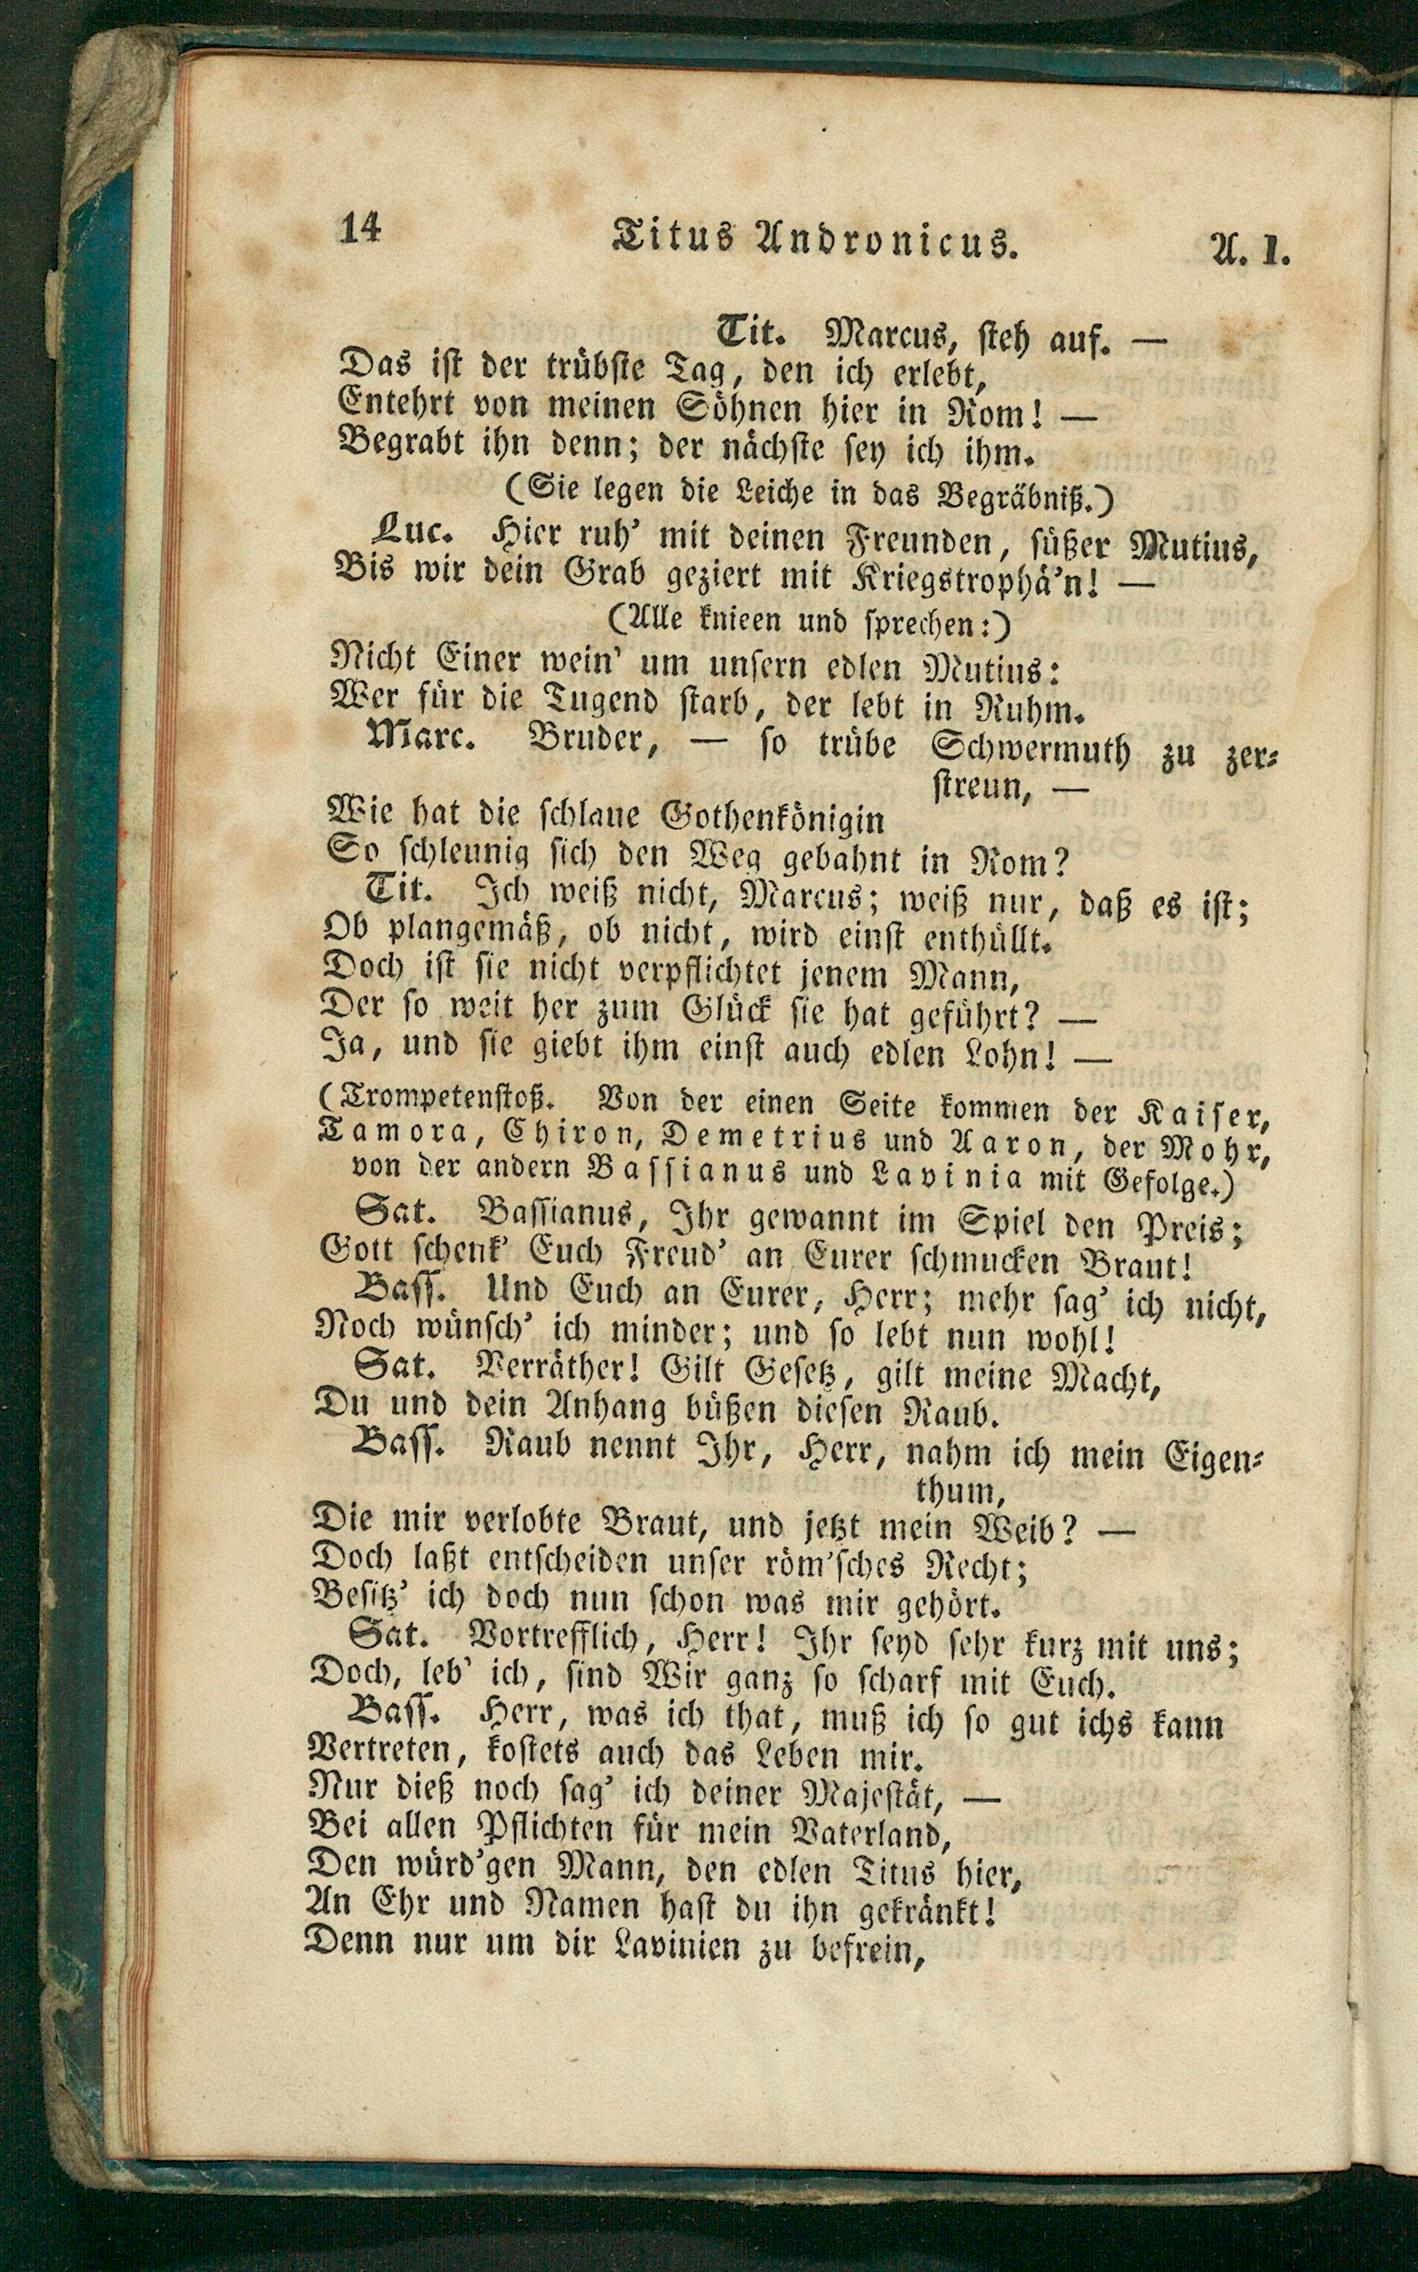 14 Titus Andronicus. A. 1.
Tit. Marcus, steh auf. —
Das ist der trübste Tag, den ich erlebt,
Entehrt von meinen Söhnen hier in Rom! —
Begrabt ihn denn; der nächste sey ich ihm.
(Sie legen die Leiche in das Begräbniß.)
Luc. Hier ruh' mit deinen Freunden, süßer Mutius,
Bis wir dein Grab geziert mit Kriegstrophä'n! —
(Alle knieen und sprechen:)
Nicht Einer wein' um unsern edlen Mutius:
Wer für die Tugend starb, der lebt in Ruhm.
Marc. Bruder, — so trübe Schwermuth zu zer-
streun, —
Wie hat die schlaue Gothenkönigin
So schleunig sich den Weg gebahnt in Rom?
Tit. Ich weiß nicht, Marcus; weiß nur, daß es ist;
Ob plangemäß, ob nicht, wird einst enthüllt.
Doch ist sie nicht verpflichtet jenem Mann,
Der so weit her zum Glück sie hat geführt? —
Ja, und sie giebt ihm einst auch edlen Lohn! —
(Trompetenstoß. Von der einen Seite kommen der Kaiser,
Tamora, Chiron, Demetrius und Aaron, der Mohr,
von der andern Bassianus und Lavinia mit Gefolge.)
Sat. Bassianus, Ihr gewannt im Spiel den Preis;
Gott schenk' Euch Freud' an Eurer schmucken Braut!
Bass. Und Euch an Eurer, Herr; mehr sag' ich nicht,
Noch wünsch' ich minder; und so lebt nun wohl!
Sat. Verräther! Gilt Gesetz, gilt meine Macht,
Du und dein Anhang büßen diesen Raub.
Bass. Raub nennt Ihr, Herr, nahm ich mein Eigen-
thum,
Die mir verlobte Braut, und jetzt mein Weib? —
Doch laßt entscheiden unser röm'sches Recht;
Besitz' ich doch nun schon was mir gehört.
Sat. Vortrefflich, Herr! Ihr seyd sehr kurz mit uns;
Doch, leb' ich, sind Wir ganz so scharf mit Euch.
Bass. Herr, was ich that, muß ich so gut ichs kann
Vertreten, kostets auch das Leben mir.
Nur dieß noch sag' ich deiner Majestät, —
Bei allen Pflichten für mein Vaterland,
Den würd'gen Mann, den edlen Titus hier,
An Ehr und Namen hast du ihn gekränkt!
Denn nur um dir Lavinien zu befrein,